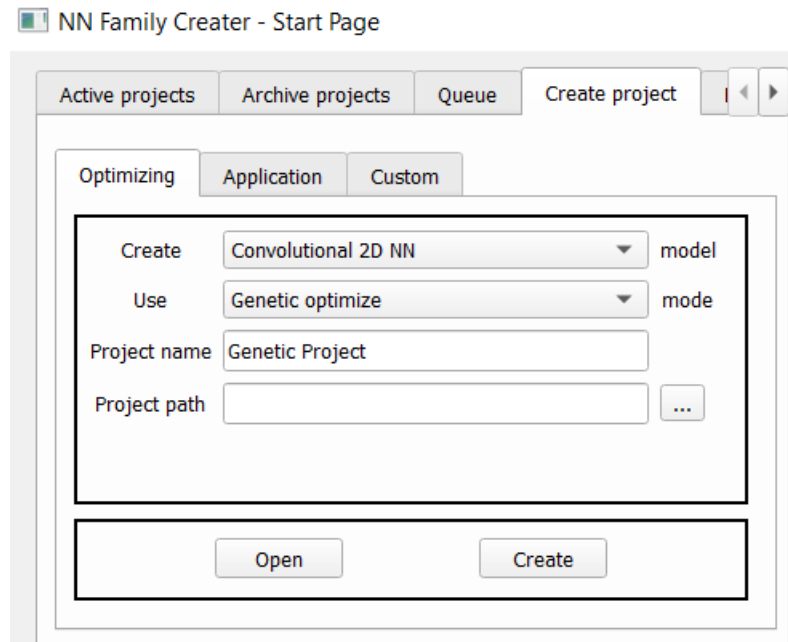 NN Family Creater - Start Page
Active projects Archive projects Queue Create project
Optimizing Application Custom
Create Convolutional 2D NN model
Use Genetic optimize mode
Project name Genetic Project
Project path ...
Open Create